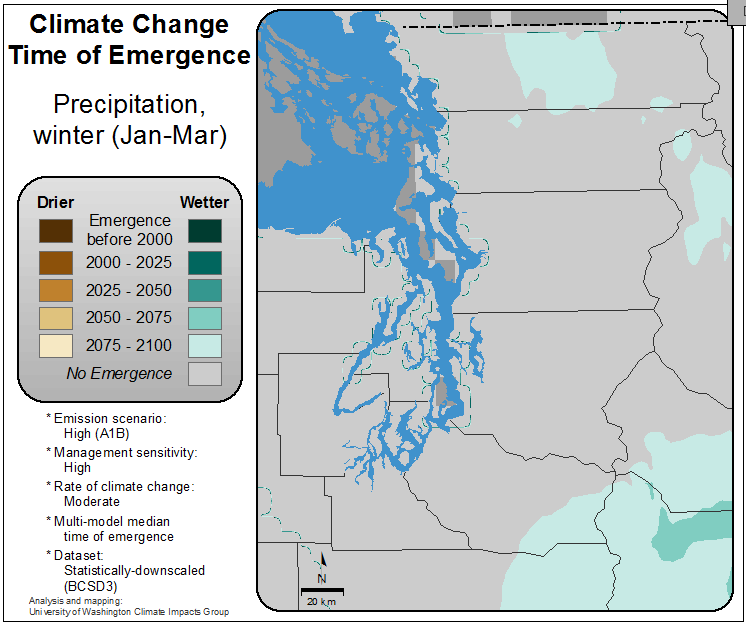 Climate Change
Time of Emergence
Precipitation,
winter (Jan-Mar)
Drier
Wetter
Emergence
before 2000
2000 - 2025
2025 - 2050
2050 - 2075
2075 - 2100
No Emergence
* Emission scenario:
High (A1B)
* Management sensitivity:
High
* Rate of climate change:
Moderate
* Multi-model median
time of emergence
* Dataset:
Statistically-downscaled
(BCSD3)
Analysis and mapping:
University of Washington Climate Impacts Group
N
20 km